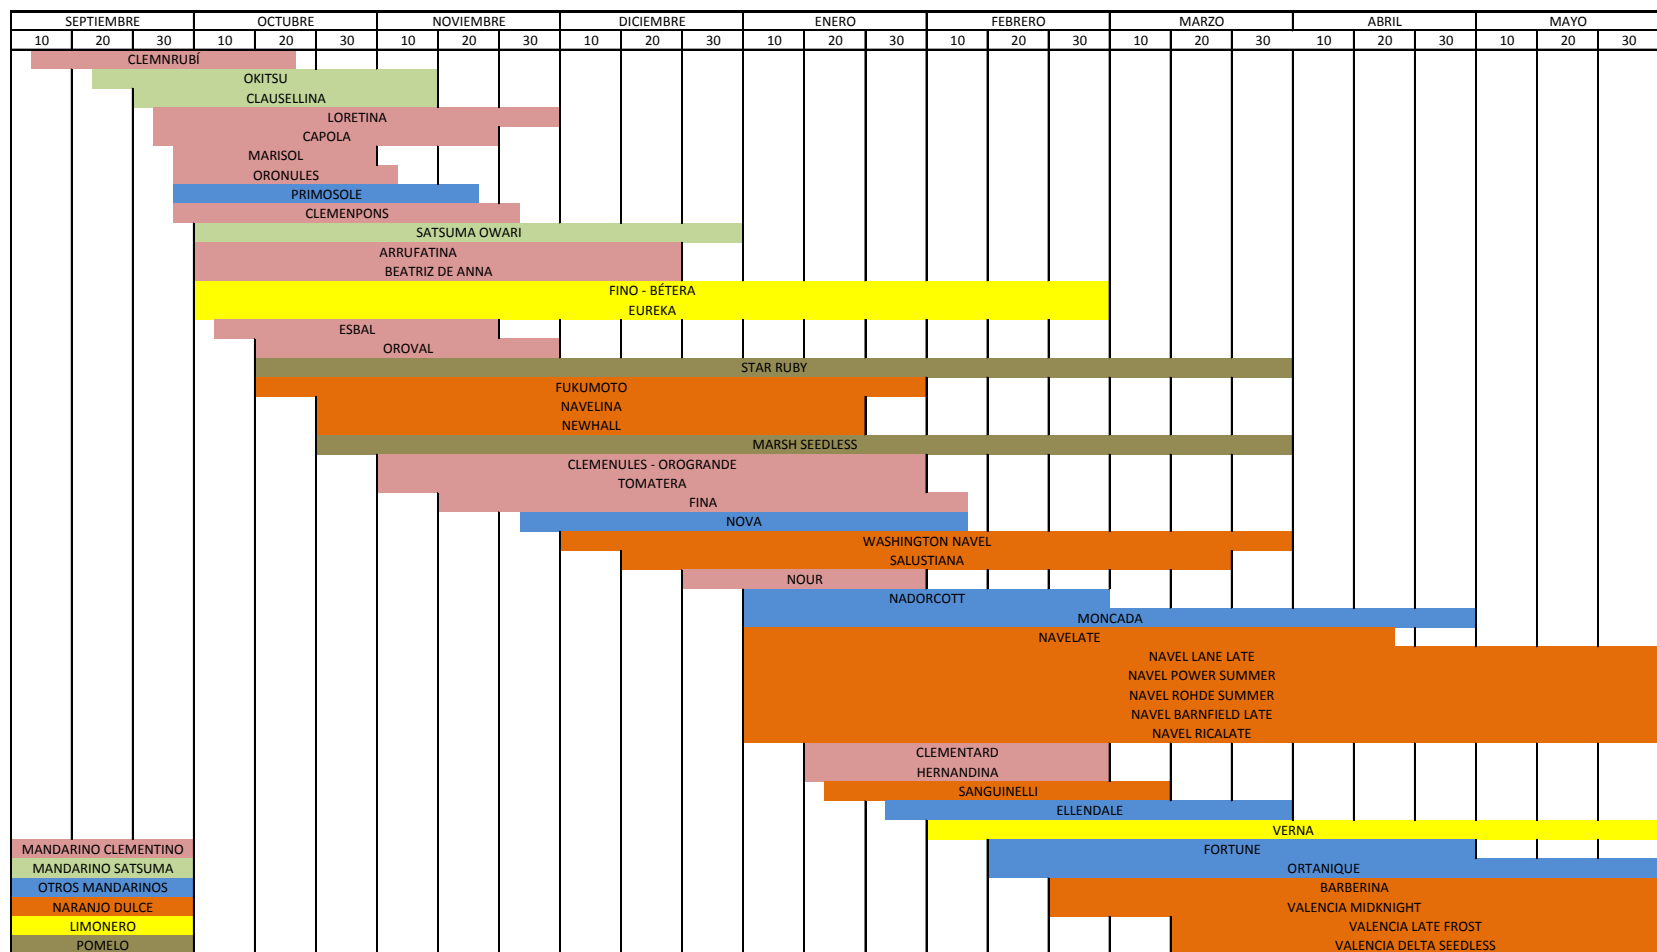 SEPTIEMBRE OCTUBRE NOVIEMBRE DICIEMBRE ENERO FEBRERO MARZO ABRIL MAYO
10 20 30 10 20 30 10 20 30 10 20 30 10 20 30 10 20 30 10 20 30 10 20 30 10 20 30
CLEMNRUBÍ
OKITSU
CLAUSELLINA
LORETINA
CAPOLA
MARISOL
ORONULES
PRIMOSOLE
CLEMENPONS
SATSUMA OWARI
ARRUFATINA
BEATRIZ DE ANNA
FINO - BÉTERA
EUREKA
ESBAL
OROVAL
STAR RUBY
FUKUMOTO
NAVELINA
NEWHALL
MARSH SEEDLESS
CLEMENULES - OROGRANDE
TOMATERA
FINA
NOVA
WASHINGTON NAVEL
SALUSTIANA
NOUR
NADORCOTT
MONCADA
NAVELATE
NAVEL LANE LATE
NAVEL POWER SUMMER
NAVEL ROHDE SUMMER
NAVEL BARNFIELD LATE
NAVEL RICALATE
CLEMENTARD
HERNANDINA
SANGUINELLI
ELLENDALE
VERNA
MANDARINO CLEMENTINO FORTUNE
MANDARINO SATSUMA ORTANIQUE
OTROS MANDARINOS BARBERINA
NARANJO DULCE VALENCIA MIDKNIGHT
LIMONERO VALENCIA LATE FROST
POMELO VALENCIA DELTA SEEDLESS